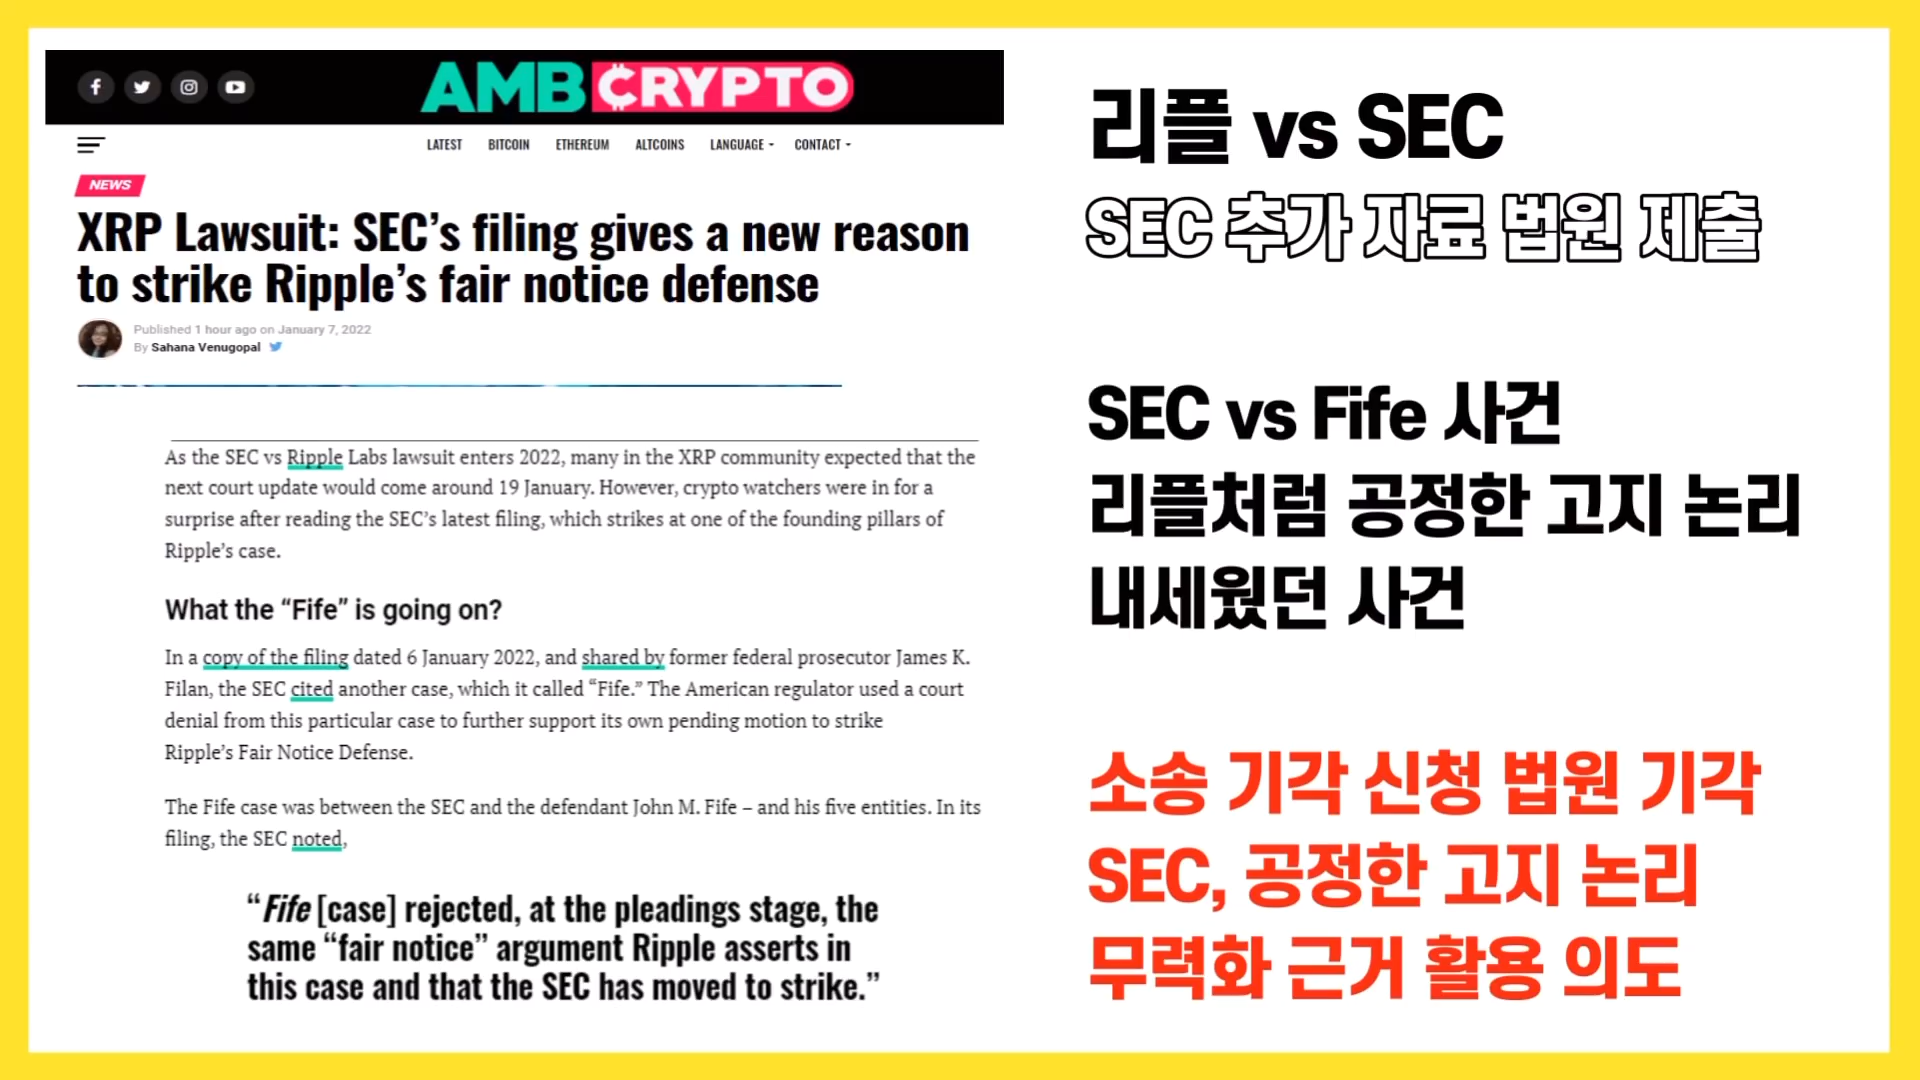 AMBCRYPTO
LATEST BITCOIN ETHEREUM ALTCOINS LANGUAGE CONTACT
NEWS
XRP Lawsuit: SEC’s filing gives a new reason
to strike Ripple’s fair notice defense
Published 1 hour ago on January 7, 2022
By Sahana Venugopal
As the SEC vs Ripple Labs lawsuit enters 2022, many in the XRP community expected that the
next court update would come around 19 January. However, crypto watchers were in for a
surprise after reading the SEC’s latest filing, which strikes at one of the founding pillars of
Ripple’s case.
What the “Fife” is going on?
In a copy of the filing dated 6 January 2022, and shared by former federal prosecutor James K.
Filan, the SEC cited another case, which it called “Fife.” The American regulator used a court
denial from this particular case to further support its own pending motion to strike
Ripple’s Fair Notice Defense.
The Fife case was between the SEC and the defendant John M. Fife – and his five entities. In its
filing, the SEC noted,
“Fife [case] rejected, at the pleadings stage, the
same “fair notice” argument Ripple asserts in
this case and that the SEC has moved to strike.”
리플 vs SEC
SEC 추가 자료 법원 제출
SEC vs Fife 사건
리플처럼 공정한 고지 논리
내세웠던 사건
소송 기각 신청 법원 기각
SEC, 공정한 고지 논리
무력화 근거 활용 의도